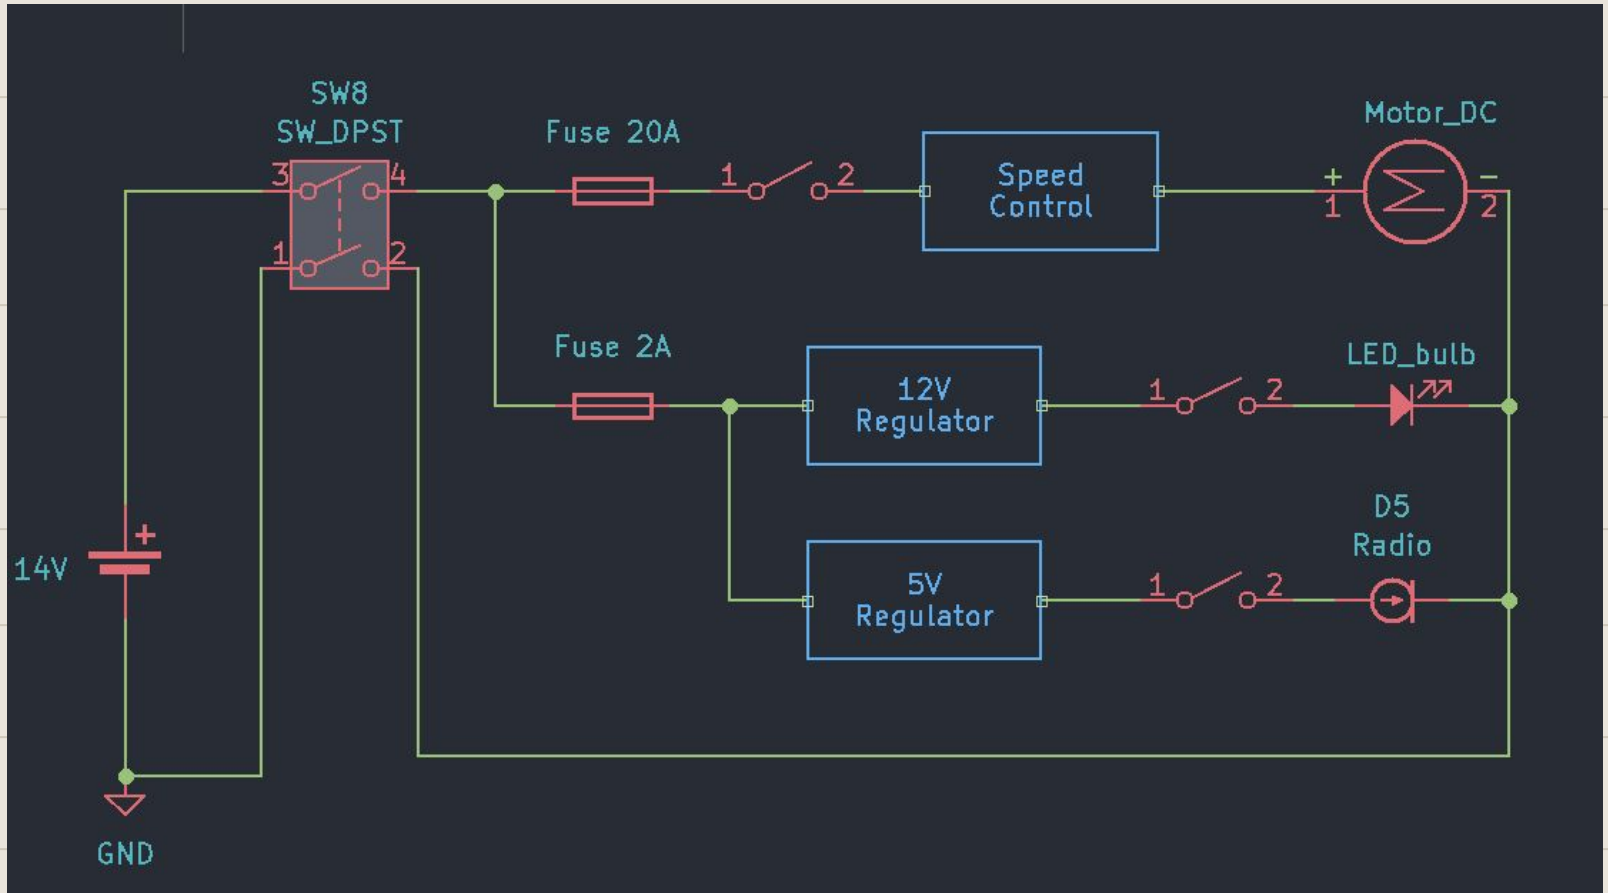 SW8
SW_DPST
3
4
1
2
Fuse 20A
1
2
Speed
Control
Motor_DC
+
1
−
2
Fuse 2A
12V
Regulator
1
2
LED_bulb
14V
+
5V
Regulator
1
2
D5
Radio
GND